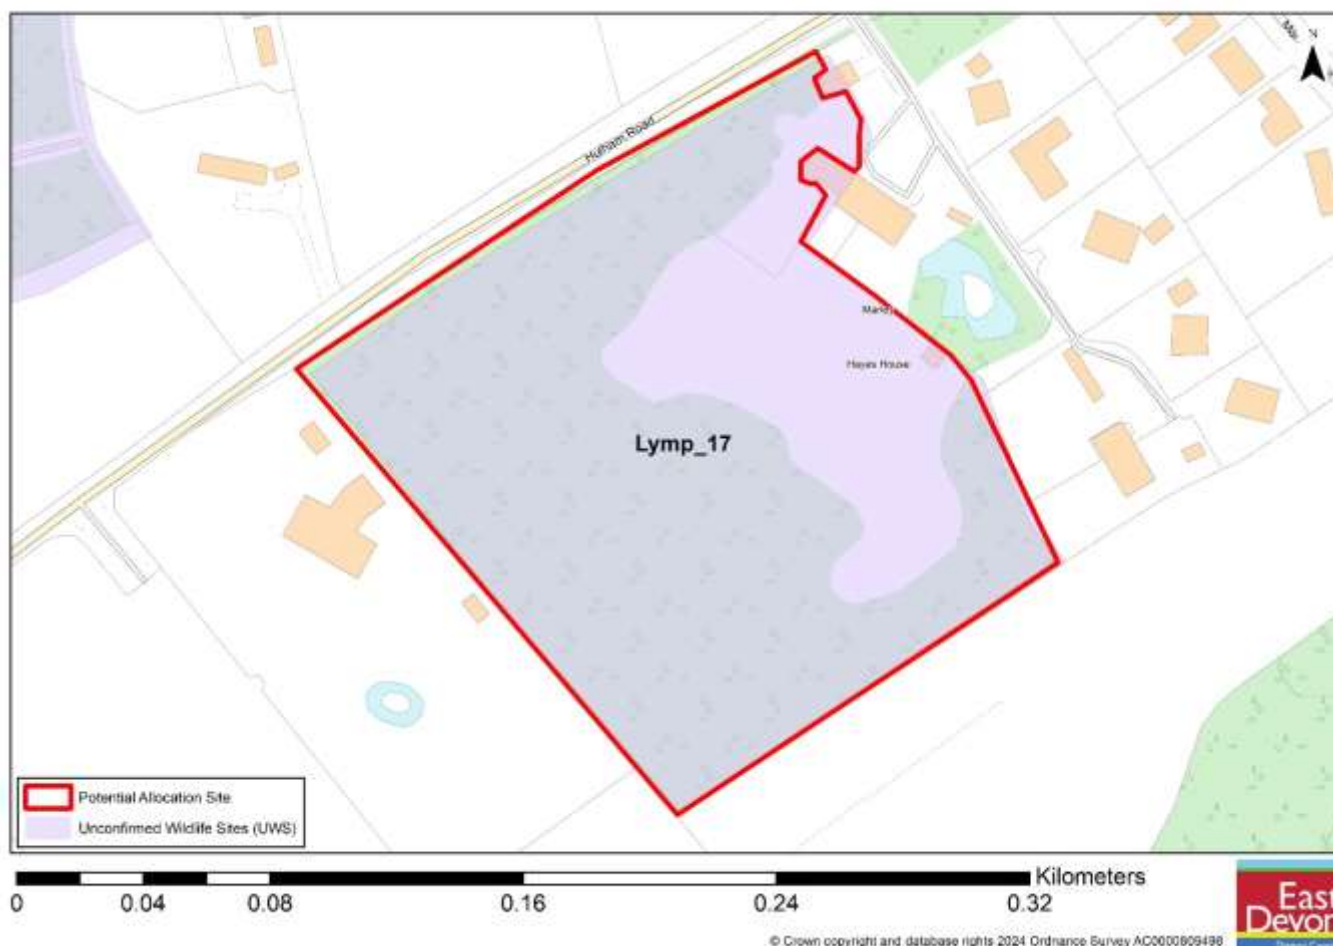 N
Hulham Road
Hayes House
Lymp_17
Potential Allocation Site
Unconfirmed Wildlife Sites (UWS)
Kilometers
0 0.04 0.08 0.16 0.24 0.32
East
Devon
© Crown copyright and database rights 2024 Ordnance Survey AC0000809498